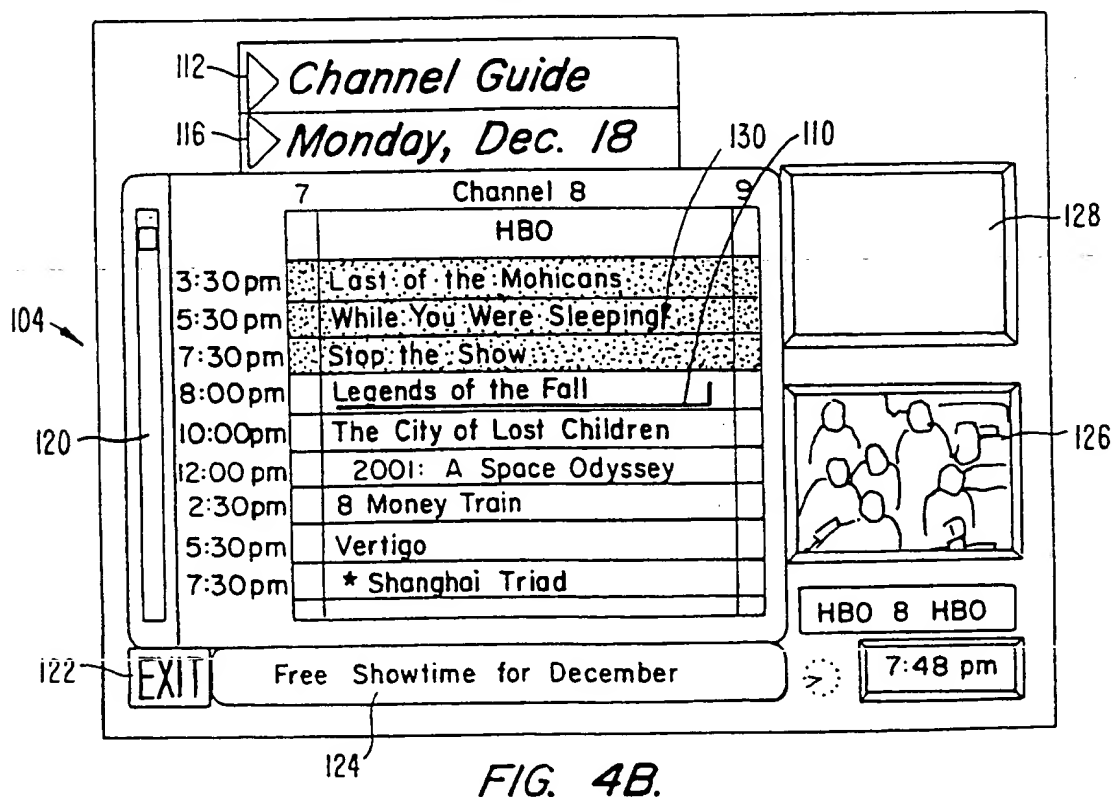 112 Channel Guide
116 Monday, Dec. 18
130 110
7 Channel 8 9
HBO
128
3:30pm Last of the Mohicans
104
5:30pm While You Were Sleeping
7:30pm Stop the Show
8:00pm Legends of the Fall
120
10:00pm The City of Lost Children
126
12:00 pm 2001: A Space Odyssey
2:30pm 8 Money Train
5:30pm Vertigo
7:30pm * Shanghai Triad
HBO 8 HBO
122 EXIT Free Showtime for December 7:48 pm
124
FIG. 4B.